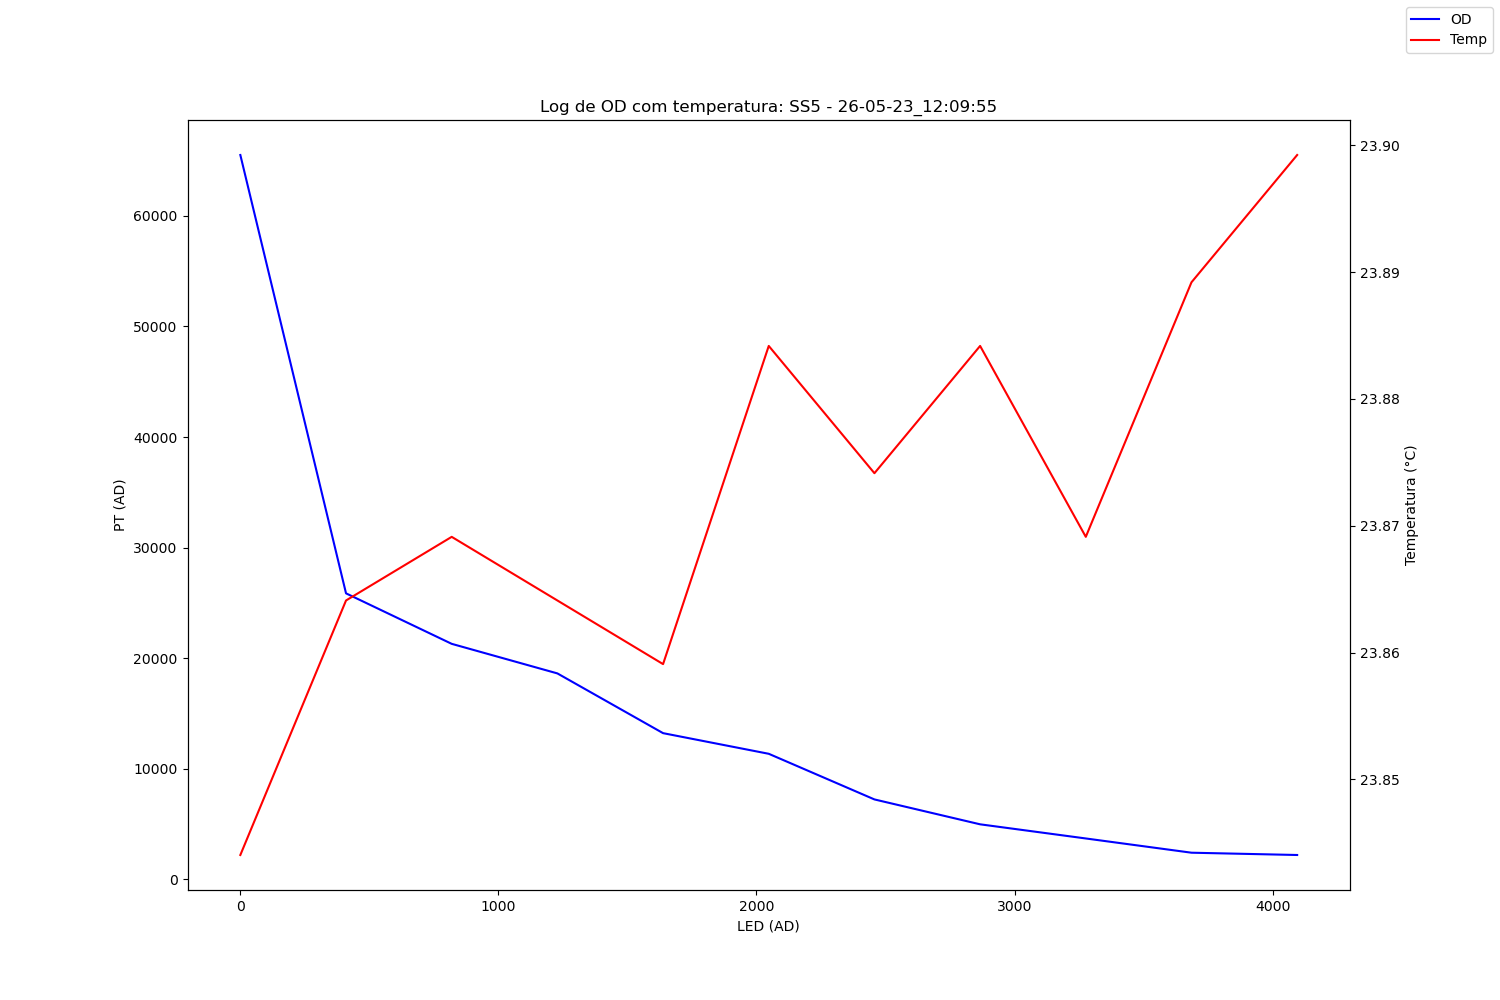 OD
Temp
Log de OD com temperatura: SS5 - 26-05-23_12:09:55
60000
50000
40000
30000
20000
10000
0
PT (AD)
23.90
23.89
23.88
23.87
23.86
23.85
Temperatura (°C)
0 1000 2000 3000 4000
LED (AD)